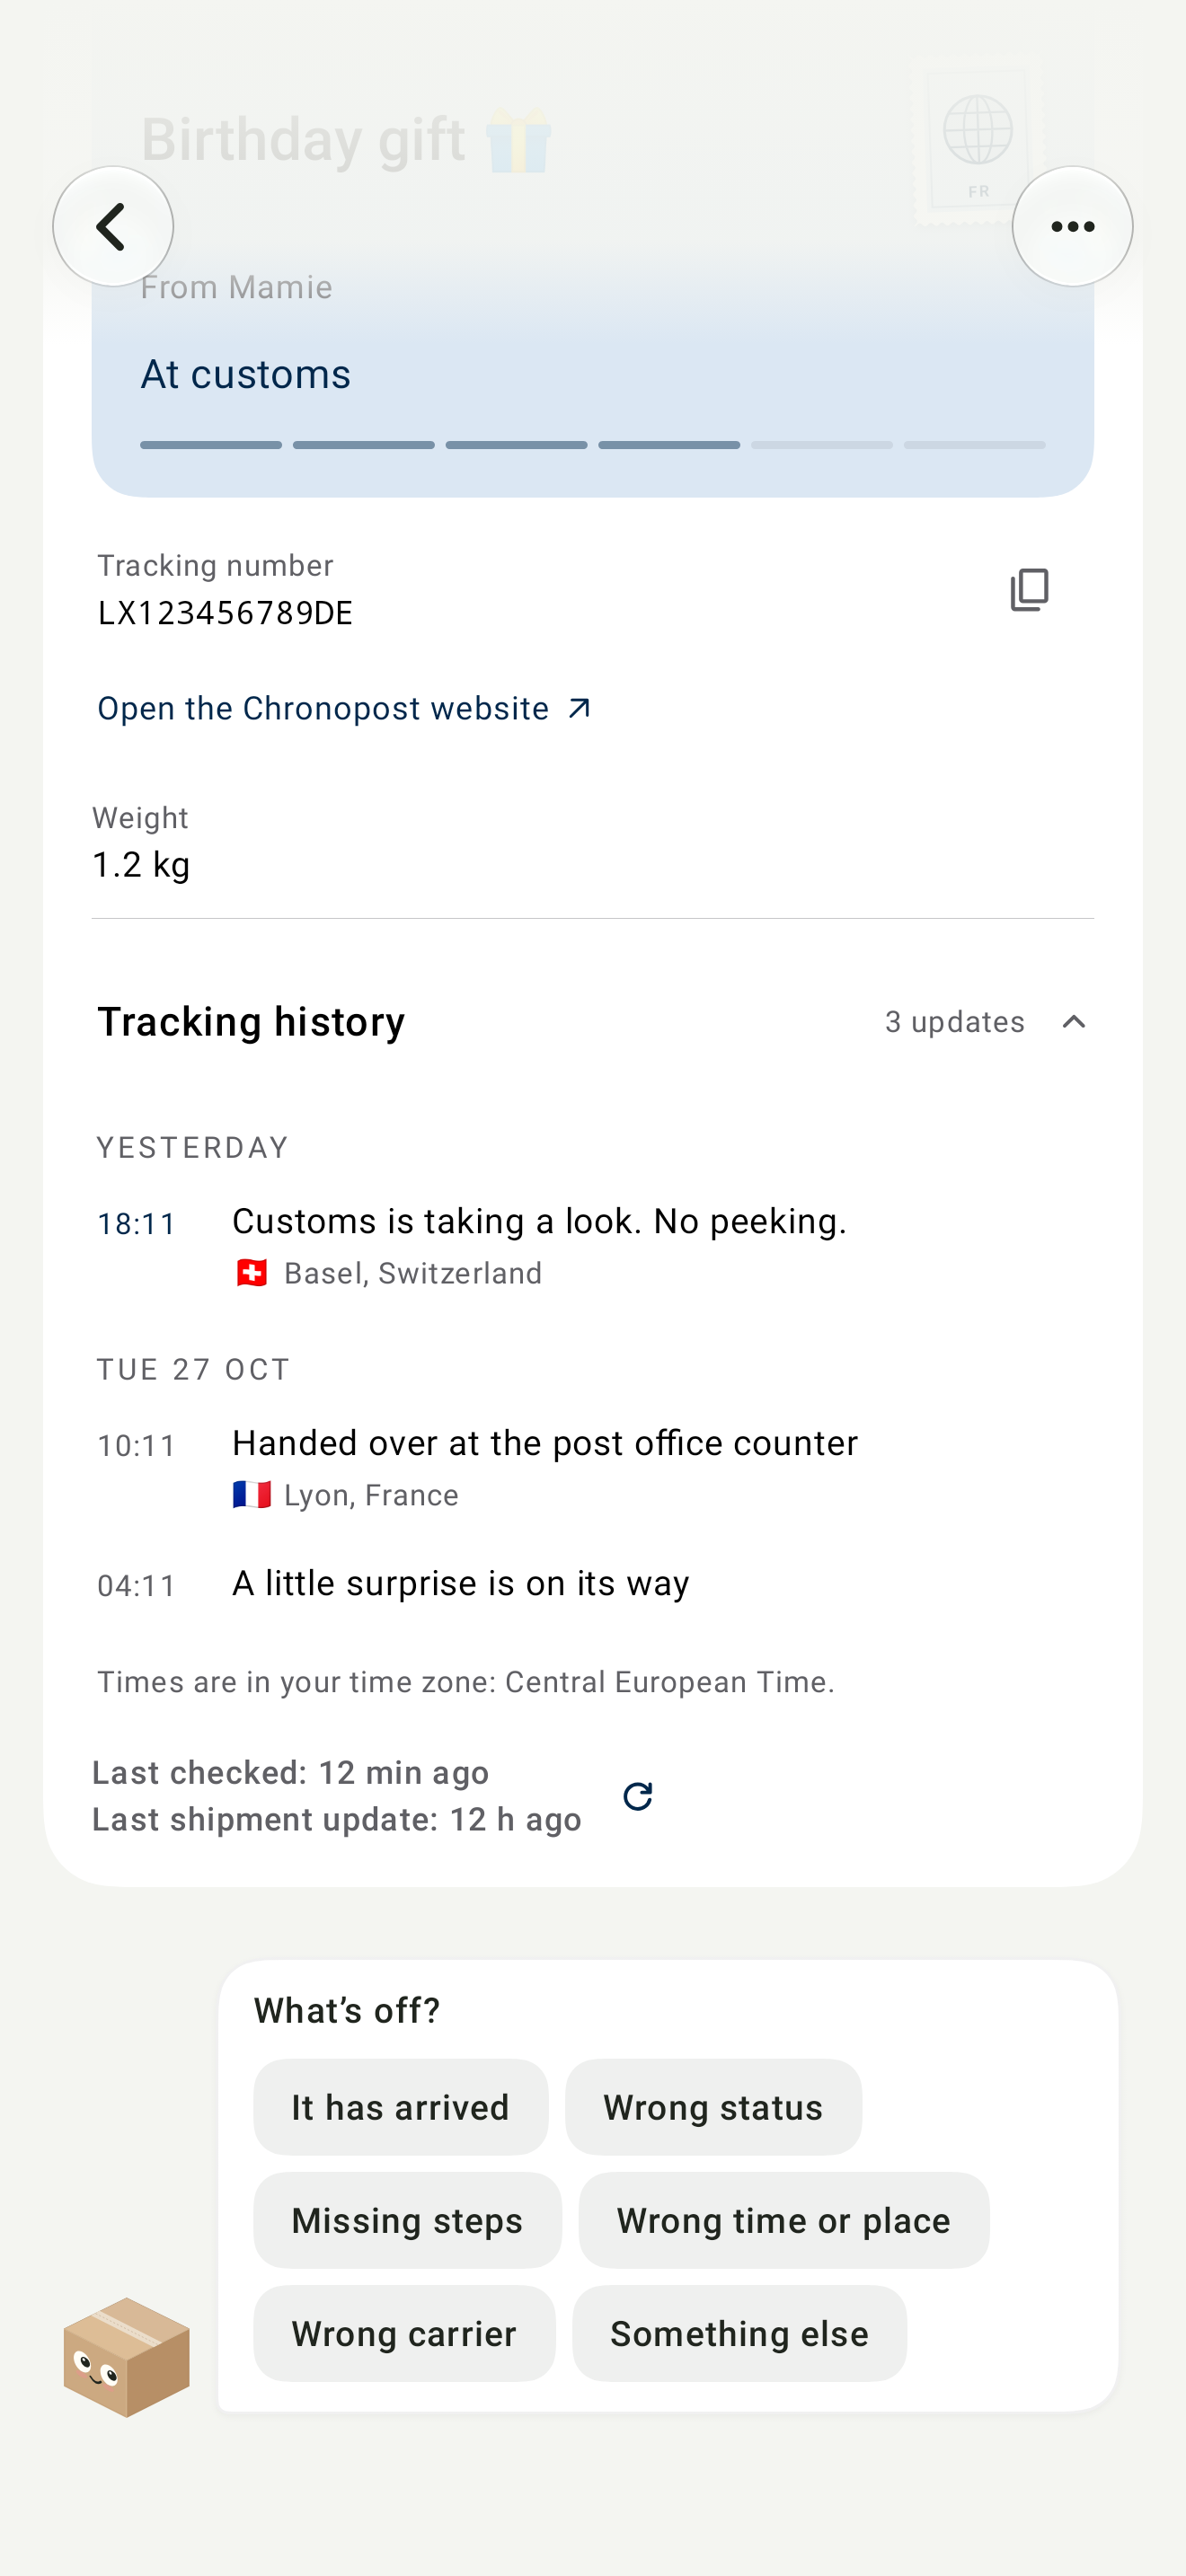 Birthday gift 🎁
FR
From Mamie
At customs
Tracking number
LX123456789DE
Open the Chronopost website
Weight
1.2 kg
Tracking history
3 updates
YESTERDAY
18:11
Customs is taking a look. No peeking.
🇨🇭 Basel, Switzerland
TUE 27 OCT
10:11
Handed over at the post office counter
🇫🇷 Lyon, France
04:11
A little surprise is on its way
Times are in your time zone: Central European Time.
Last checked: 12 min ago
Last shipment update: 12 h ago
What’s off?
It has arrived
Wrong status
Missing steps
Wrong time or place
Wrong carrier
Something else